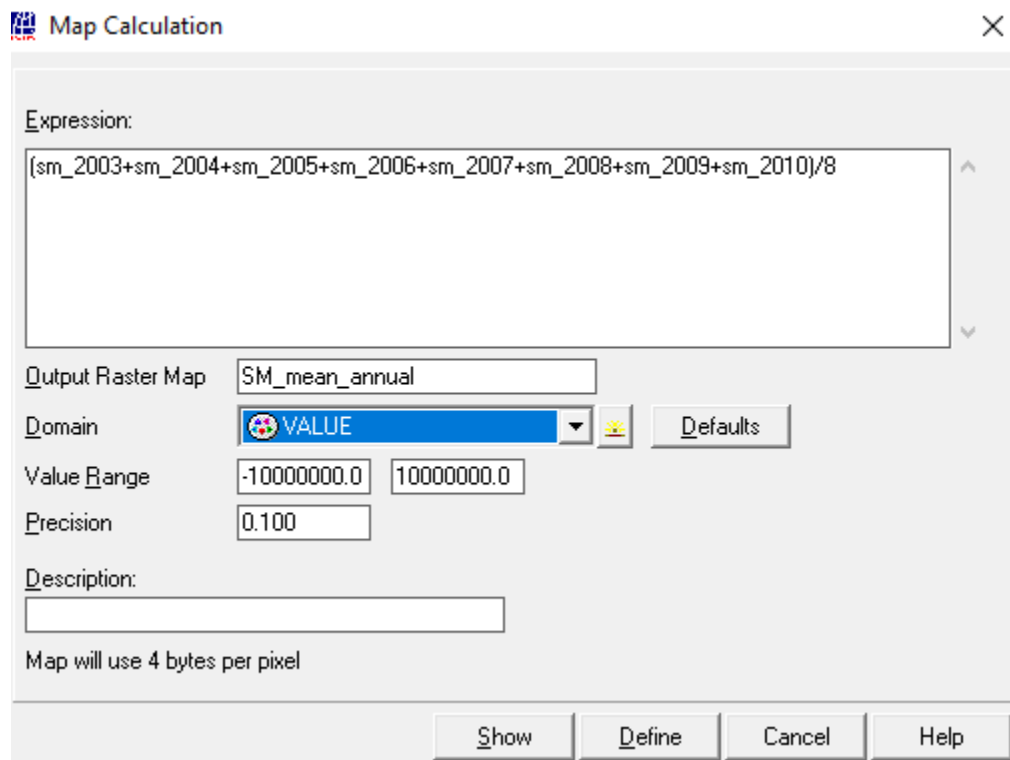 Map Calculation
Expression:
(sm_2003+sm_2004+sm_2005+sm_2006+sm_2007+sm_2008+sm_2009+sm_2010)/8
Output Raster Map SM_mean_annual
Domain VALUE Defaults
Value Range -10000000.0 10000000.0
Precision 0.100
Description:
Map will use 4 bytes per pixel
Show Define Cancel Help